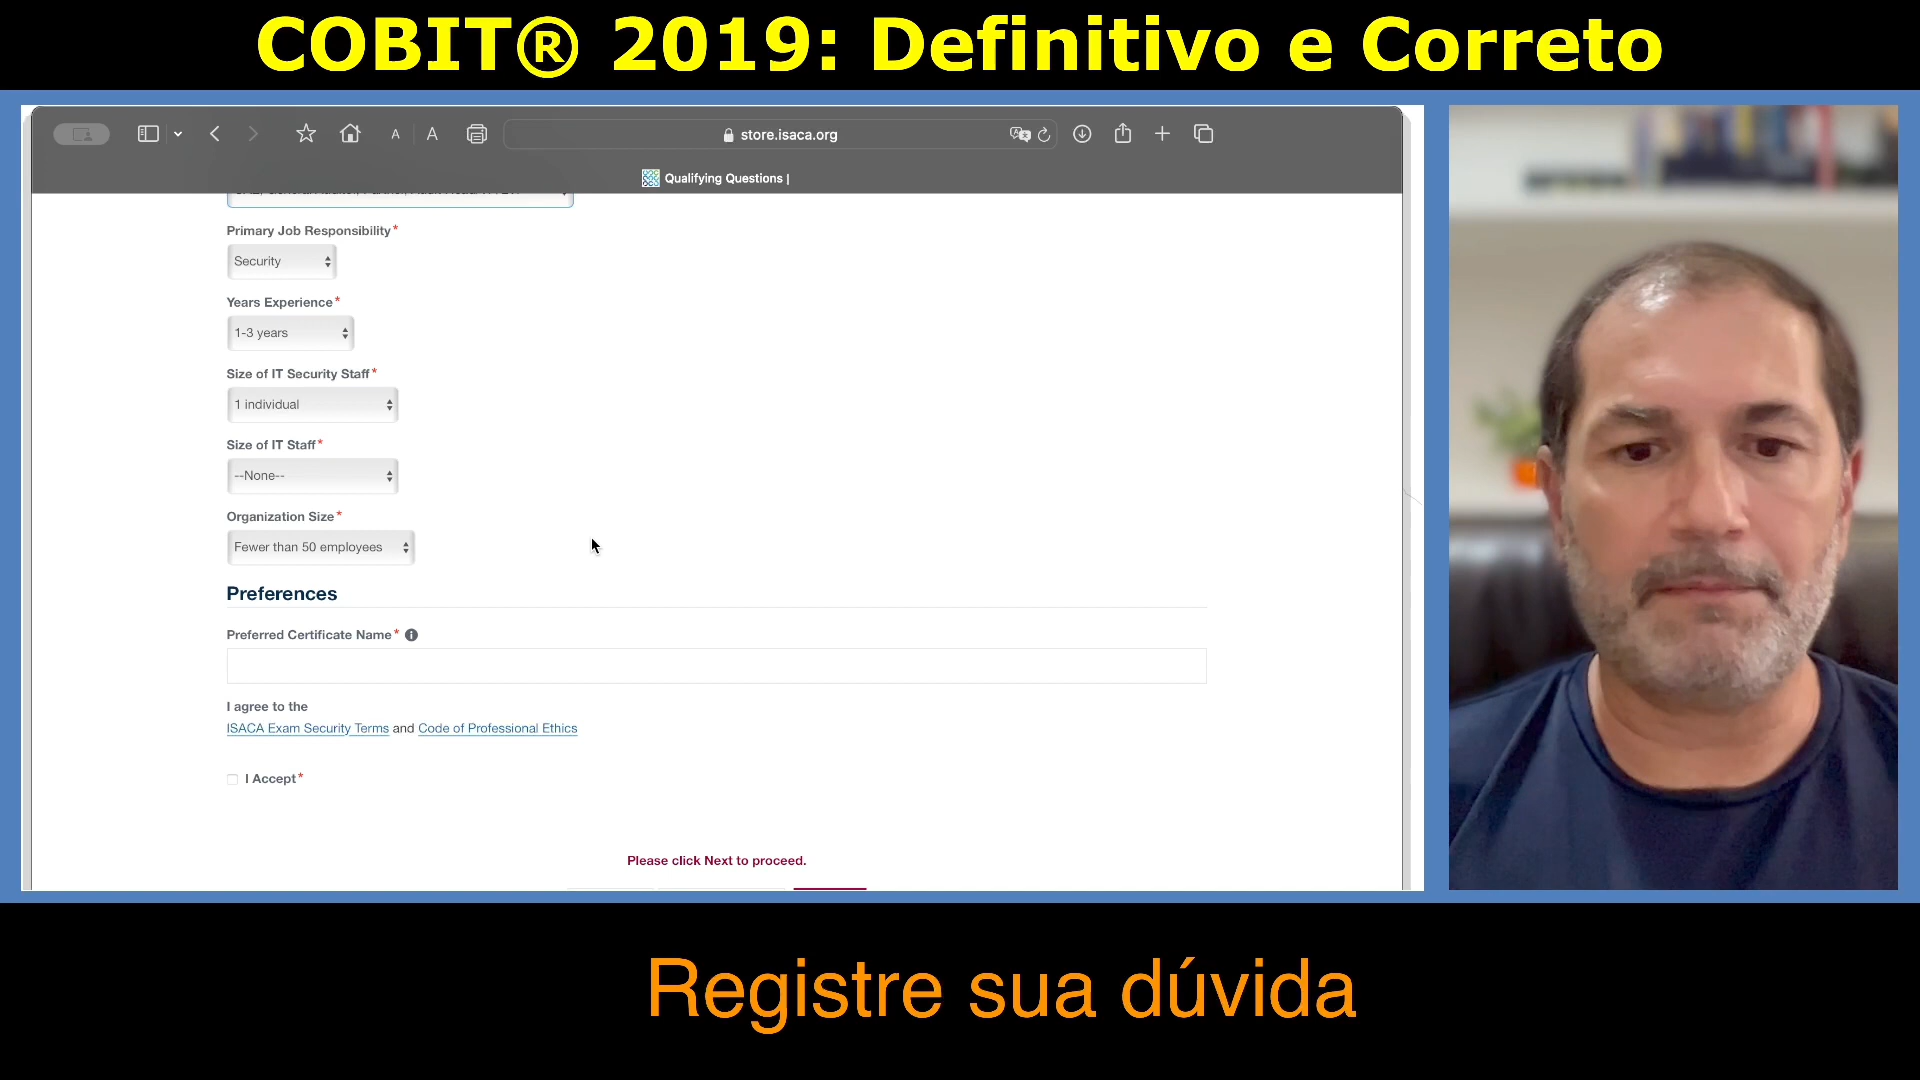 COBIT® 2019: Definitivo e Correto
A A store.isaca.org
Qualifying Questions |
Primary Job Responsibility*
Security
Years Experience*
1-3 years
Size of IT Security Staff*
1 individual
Size of IT Staff*
--None--
Organization Size*
Fewer than 50 employees
Preferences
Preferred Certificate Name*
I agree to the
ISACA Exam Security Terms and Code of Professional Ethics
I Accept*
Please click Next to proceed.
Registre sua dúvida